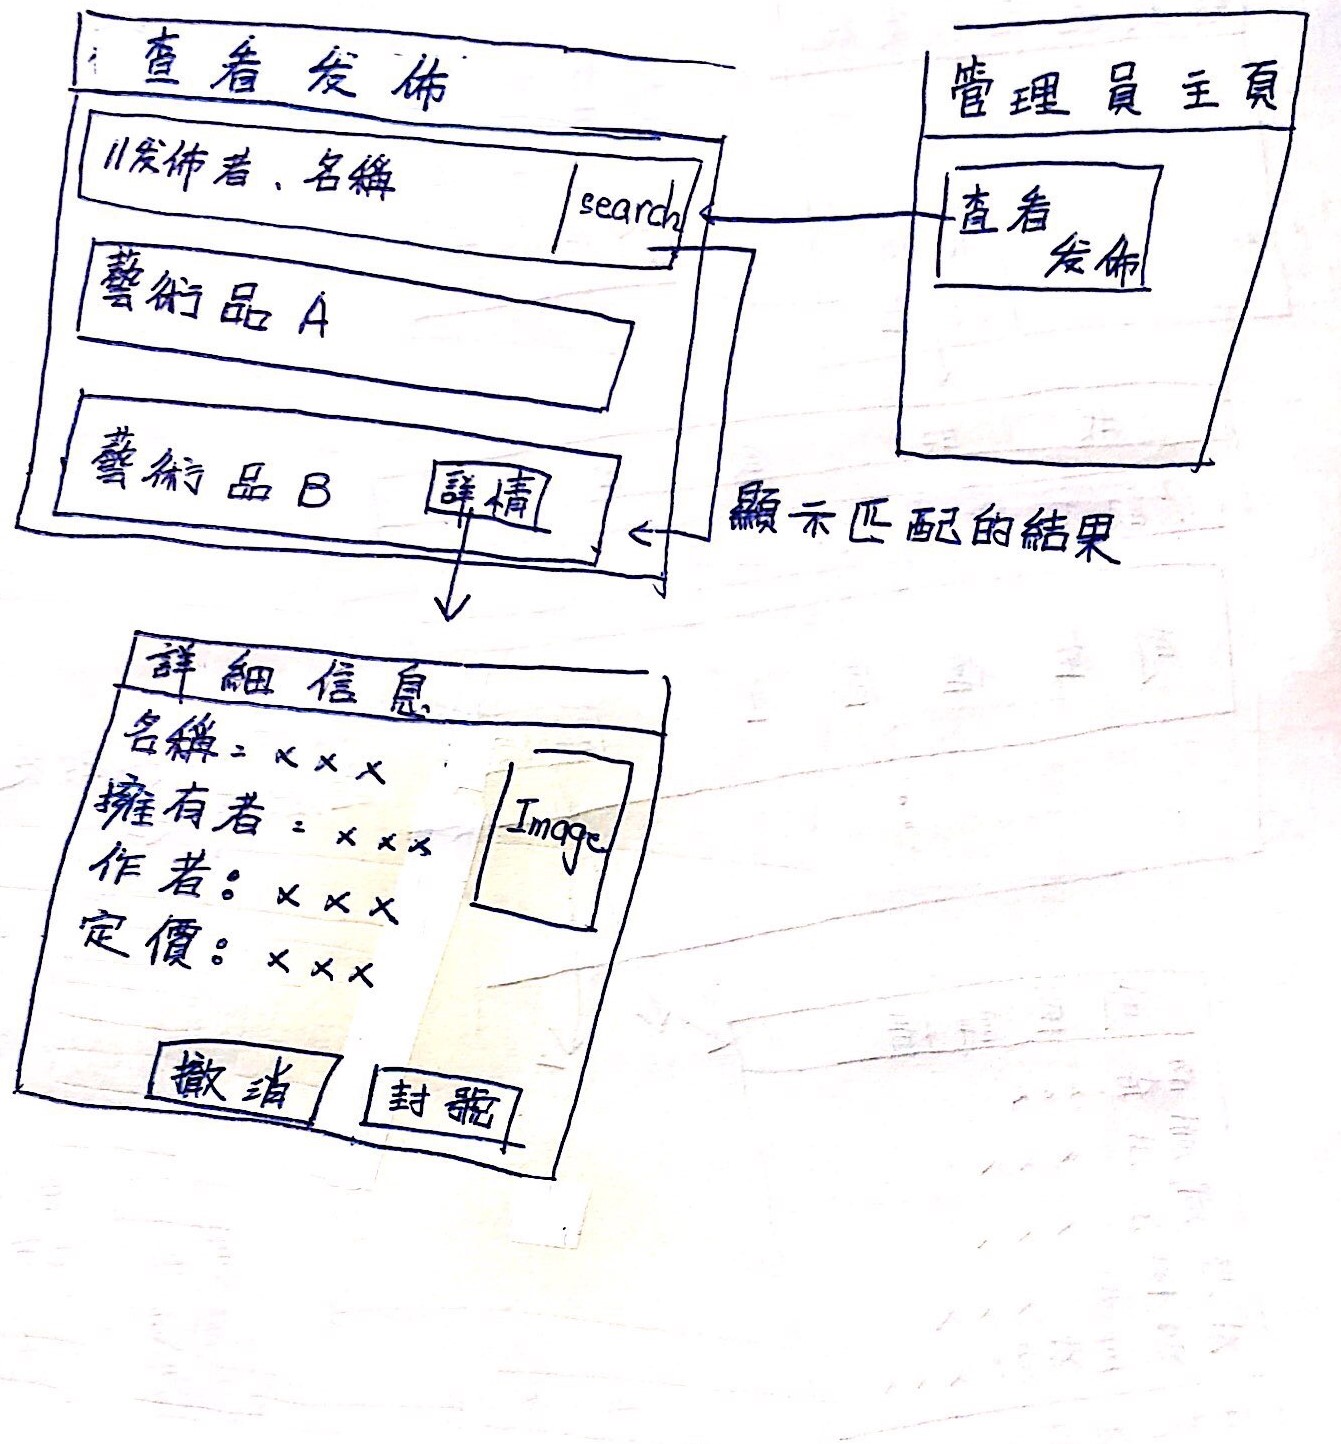 查看发佈
//发佈者、名稱
search
藝術品A
藝術品B
詳情
管理員主頁
查看
发佈
顯示匹配的結果
詳細信息
名稱：×××
擁有者：×××
作者：×××
定價：×××
Image
撤消
封號